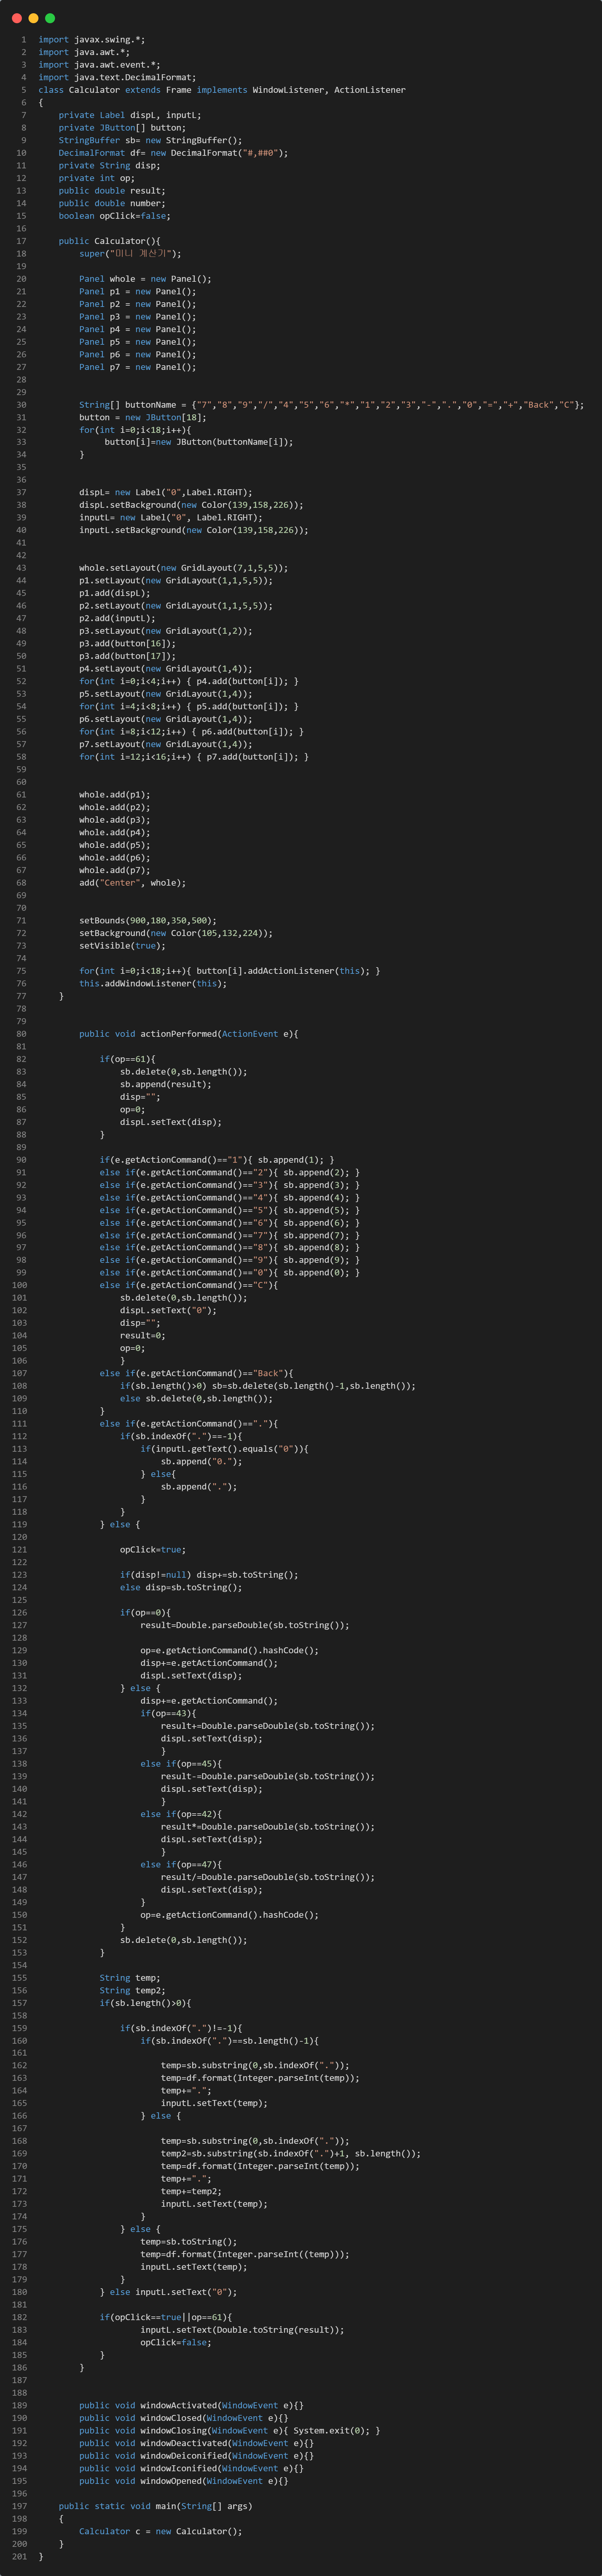 1 import javax.swing.*;
2 import java.awt.*;
3 import java.awt.event.*;
4 import java.text.DecimalFormat;
5 class Calculator extends Frame implements WindowListener, ActionListener
6 {
7     private Label dispL, inputL;
8     private JButton[] button;
9     StringBuffer sb= new StringBuffer();
10     DecimalFormat df= new DecimalFormat("#,##0");
11     private String disp;
12     private int op;
13     public double result;
14     public double number;
15     boolean opClick=false;
16
17     public Calculator(){
18         super("미니 계산기");
19
20         Panel whole = new Panel();
21         Panel p1 = new Panel();
22         Panel p2 = new Panel();
23         Panel p3 = new Panel();
24         Panel p4 = new Panel();
25         Panel p5 = new Panel();
26         Panel p6 = new Panel();
27         Panel p7 = new Panel();
28
29
30         String[] buttonName = {"7","8","9","/","4","5","6","*","1","2","3","-",".","0","=","+","Back","C"};
31         button = new JButton[18];
32         for(int i=0;i<18;i++){
33              button[i]=new JButton(buttonName[i]);
34         }
35
36
37         dispL= new Label("0",Label.RIGHT);
38         dispL.setBackground(new Color(139,158,226));
39         inputL= new Label("0", Label.RIGHT);
40         inputL.setBackground(new Color(139,158,226));
41
42
43         whole.setLayout(new GridLayout(7,1,5,5));
44         p1.setLayout(new GridLayout(1,1,5,5));
45         p1.add(dispL);
46         p2.setLayout(new GridLayout(1,1,5,5));
47         p2.add(inputL);
48         p3.setLayout(new GridLayout(1,2));
49         p3.add(button[16]);
50         p3.add(button[17]);
51         p4.setLayout(new GridLayout(1,4));
52         for(int i=0;i<4;i++) { p4.add(button[i]); }
53         p5.setLayout(new GridLayout(1,4));
54         for(int i=4;i<8;i++) { p5.add(button[i]); }
55         p6.setLayout(new GridLayout(1,4));
56         for(int i=8;i<12;i++) { p6.add(button[i]); }
57         p7.setLayout(new GridLayout(1,4));
58         for(int i=12;i<16;i++) { p7.add(button[i]); }
59
60
61         whole.add(p1);
62         whole.add(p2);
63         whole.add(p3);
64         whole.add(p4);
65         whole.add(p5);
66         whole.add(p6);
67         whole.add(p7);
68         add("Center", whole);
69
70
71         setBounds(900,180,350,500);
72         setBackground(new Color(105,132,224));
73         setVisible(true);
74
75         for(int i=0;i<18;i++){ button[i].addActionListener(this); }
76         this.addWindowListener(this);
77     }
78
79
80         public void actionPerformed(ActionEvent e){
81
82             if(op==61){
83                 sb.delete(0,sb.length());
84                 sb.append(result);
85                 disp="";
86                 op=0;
87                 dispL.setText(disp);
88             }
89
90             if(e.getActionCommand()=="1"){ sb.append(1); }
91             else if(e.getActionCommand()=="2"){ sb.append(2); }
92             else if(e.getActionCommand()=="3"){ sb.append(3); }
93             else if(e.getActionCommand()=="4"){ sb.append(4); }
94             else if(e.getActionCommand()=="5"){ sb.append(5); }
95             else if(e.getActionCommand()=="6"){ sb.append(6); }
96             else if(e.getActionCommand()=="7"){ sb.append(7); }
97             else if(e.getActionCommand()=="8"){ sb.append(8); }
98             else if(e.getActionCommand()=="9"){ sb.append(9); }
99             else if(e.getActionCommand()=="0"){ sb.append(0); }
100             else if(e.getActionCommand()=="C"){
101                 sb.delete(0,sb.length());
102                 dispL.setText("0");
103                 disp="";
104                 result=0;
105                 op=0;
106                 }
107             else if(e.getActionCommand()=="Back"){
108                 if(sb.length()>0) sb=sb.delete(sb.length()-1,sb.length());
109                 else sb.delete(0,sb.length());
110             }
111             else if(e.getActionCommand()=="."){
112                 if(sb.indexOf(".")==-1){
113                     if(inputL.getText().equals("0")){
114                         sb.append("0.");
115                     } else{
116                         sb.append(".");
117                     }
118                 }
119             } else {
120
121                 opClick=true;
122
123                 if(disp!=null) disp+=sb.toString();
124                 else disp=sb.toString();
125
126                 if(op==0){
127                     result=Double.parseDouble(sb.toString());
128
129                     op=e.getActionCommand().hashCode();
130                     disp+=e.getActionCommand();
131                     dispL.setText(disp);
132                 } else {
133                     disp+=e.getActionCommand();
134                     if(op==43){
135                         result+=Double.parseDouble(sb.toString());
136                         dispL.setText(disp);
137                         }
138                     else if(op==45){
139                         result-=Double.parseDouble(sb.toString());
140                         dispL.setText(disp);
141                         }
142                     else if(op==42){
143                         result*=Double.parseDouble(sb.toString());
144                         dispL.setText(disp);
145                         }
146                     else if(op==47){
147                         result/=Double.parseDouble(sb.toString());
148                         dispL.setText(disp);
149                     }
150                     op=e.getActionCommand().hashCode();
151                 }
152                 sb.delete(0,sb.length());
153             }
154
155             String temp;
156             String temp2;
157             if(sb.length()>0){
158
159                 if(sb.indexOf(".")!=-1){
160                     if(sb.indexOf(".")==sb.length()-1){
161
162                         temp=sb.substring(0,sb.indexOf("."));
163                         temp=df.format(Integer.parseInt(temp));
164                         temp+=".";
165                         inputL.setText(temp);
166                     } else {
167
168                         temp=sb.substring(0,sb.indexOf("."));
169                         temp2=sb.substring(sb.indexOf(".")+1, sb.length());
170                         temp=df.format(Integer.parseInt(temp));
171                         temp+=".";
172                         temp+=temp2;
173                         inputL.setText(temp);
174                     }
175                 } else {
176                     temp=sb.toString();
177                     temp=df.format(Integer.parseInt((temp)));
178                     inputL.setText(temp);
179                 }
180             } else inputL.setText("0");
181
182             if(opClick==true||op==61){
183                     inputL.setText(Double.toString(result));
184                     opClick=false;
185             }
186         }
187
188
189         public void windowActivated(WindowEvent e){}
190         public void windowClosed(WindowEvent e){}
191         public void windowClosing(WindowEvent e){ System.exit(0); }
192         public void windowDeactivated(WindowEvent e){}
193         public void windowDeiconified(WindowEvent e){}
194         public void windowIconified(WindowEvent e){}
195         public void windowOpened(WindowEvent e){}
196
197     public static void main(String[] args)
198     {
199         Calculator c = new Calculator();
200     }
201 }